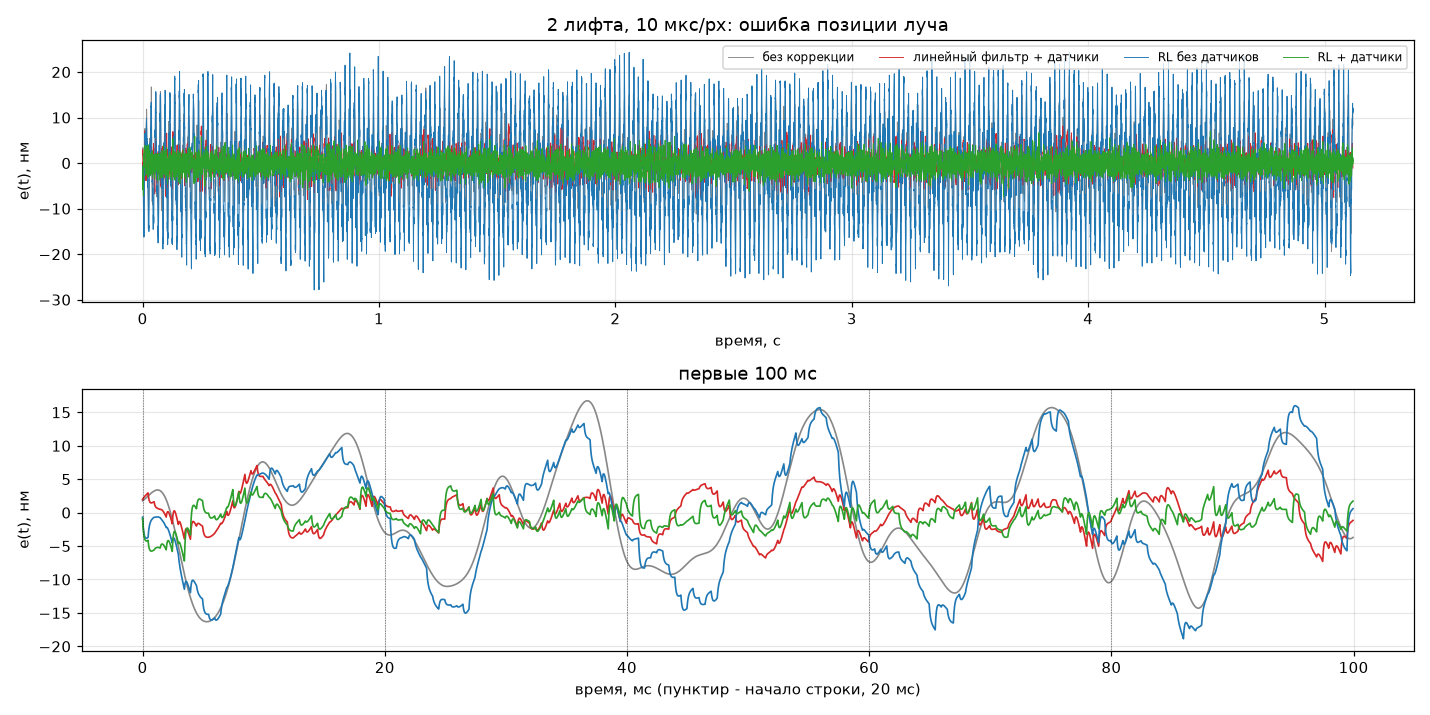 2 лифта, 10 мкс/px: ошибка позиции луча
без коррекции линейный фильтр + датчики RL без датчиков RL + датчики
e(t), нм
20
10
0
−10
−20
−30
0 1 2 3 4 5
время, с
первые 100 мс
e(t), нм
15
10
5
0
−5
−10
−15
−20
0 20 40 60 80 100
время, мс (пунктир - начало строки, 20 мс)